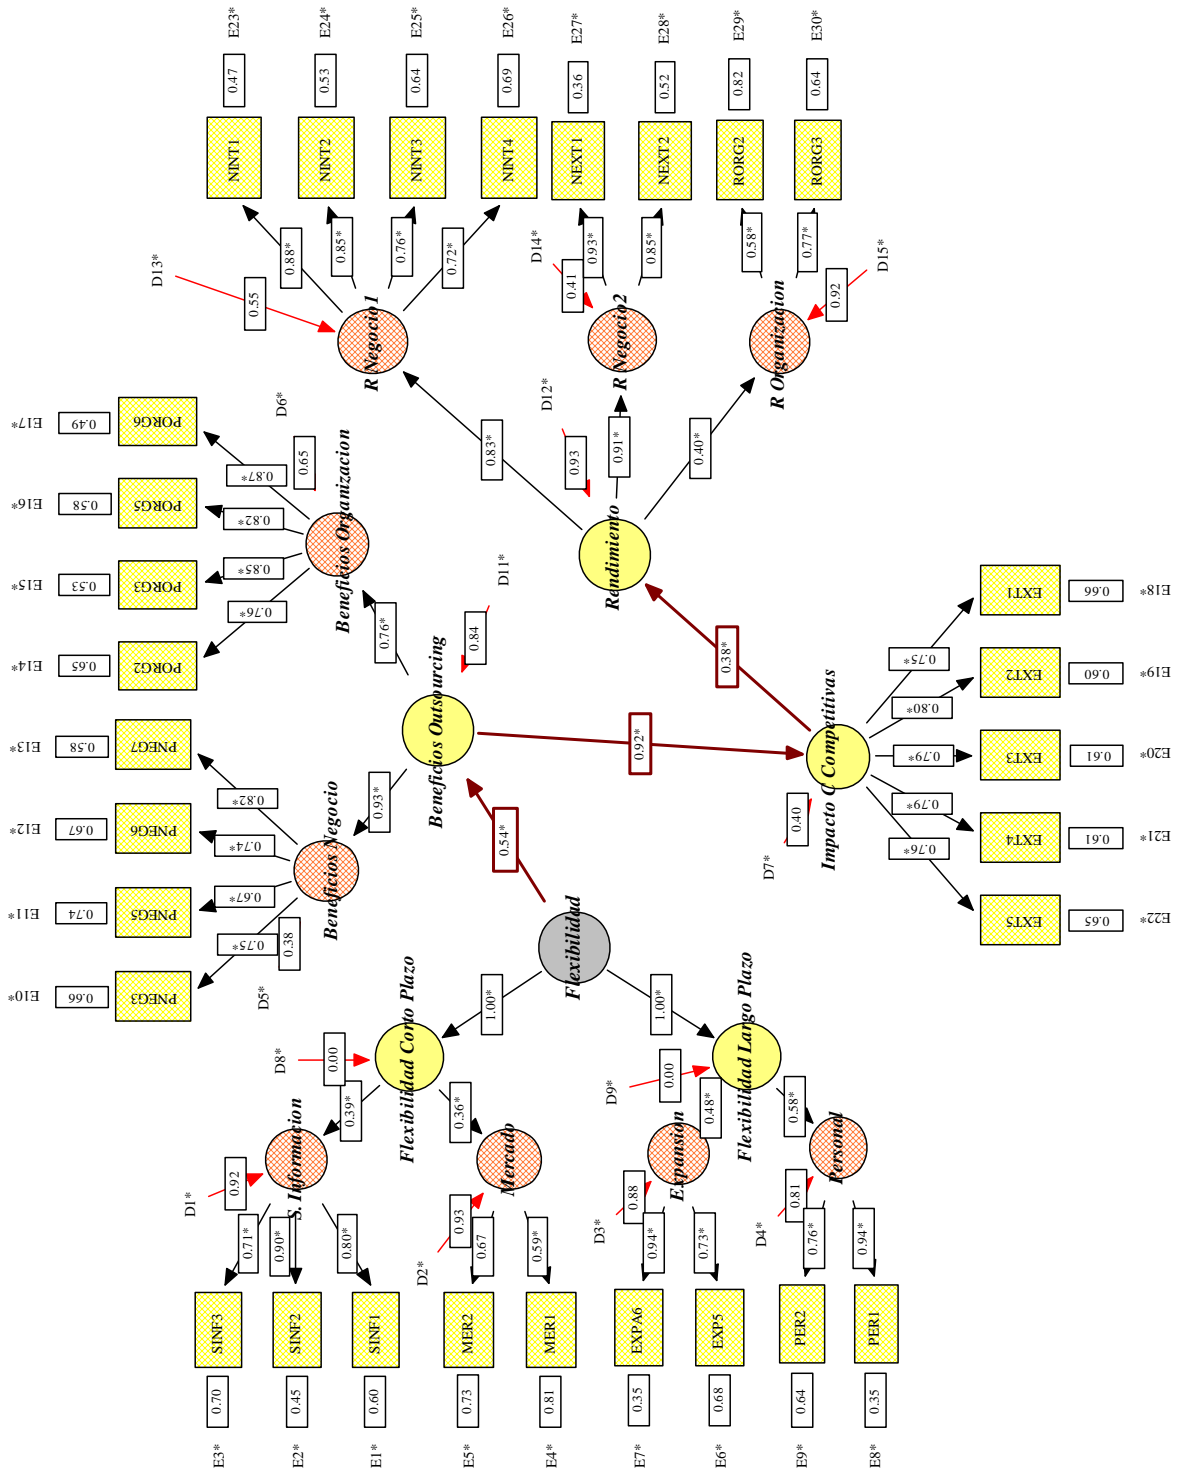 E23*
E24*
E25*
E26*
E27*
E28*
E29*
E30*
0.47
0.53
0.64
0.69
0.36
0.52
0.82
0.64
NINT1
NINT2
NINT3
NINT4
NEXT1
NEXT2
RORG2
RORG3
0.88*
0.85*
0.76*
0.72*
0.93*
0.85*
0.58*
0.77*
D13*
0.55
D14*
0.41
D15*
0.92
R Negocio1
R Negocio2
R Organizacion
D12*
0.93
0.83*
0.91*
0.40*
Rendimiento
E17*
0.49
PORG6
0.87*
E16*
0.58
PORG5
0.82*
E15*
0.53
PORG3
0.85*
E14*
0.65
PORG2
0.76*
D6*
0.65
Beneficios Organizacion
D11*
0.84
0.76*
Beneficios Outsourcing
E13*
0.58
PNEG7
0.82*
E12*
0.67
PNEG6
0.74*
E11*
0.74
PNEG5
0.67*
E10*
0.66
PNEG3
0.75*
D5*
0.38
Beneficios Negocio
0.93*
0.92*
0.38*
0.54*
Impacto C Competitivas
D7*
0.40
0.75*
EXT1
0.66
E18*
0.80*
EXT2
0.60
E19*
0.79*
EXT3
0.61
E20*
0.79*
EXT4
0.61
E21*
0.76*
EXT5
0.65
E22*
Flexibilidad
1.00*
1.00*
D8*
0.00
Flexibilidad Corto Plazo
D9*
0.00
Flexibilidad Largo Plazo
0.39*
0.36*
0.48*
0.58*
D1*
0.92
S. Informacion
D2*
0.93
Mercado
D3*
0.88
Expansion
D4*
0.81
Personal
0.71*
0.90*
0.80*
0.67
0.59*
0.94*
0.73*
0.76*
0.94*
SINF3
SINF2
SINF1
MER2
MER1
EXPA6
EXP5
PER2
PER1
0.70
0.45
0.60
0.73
0.81
0.35
0.68
0.64
0.35
E3*
E2*
E1*
E5*
E4*
E7*
E6*
E9*
E8*